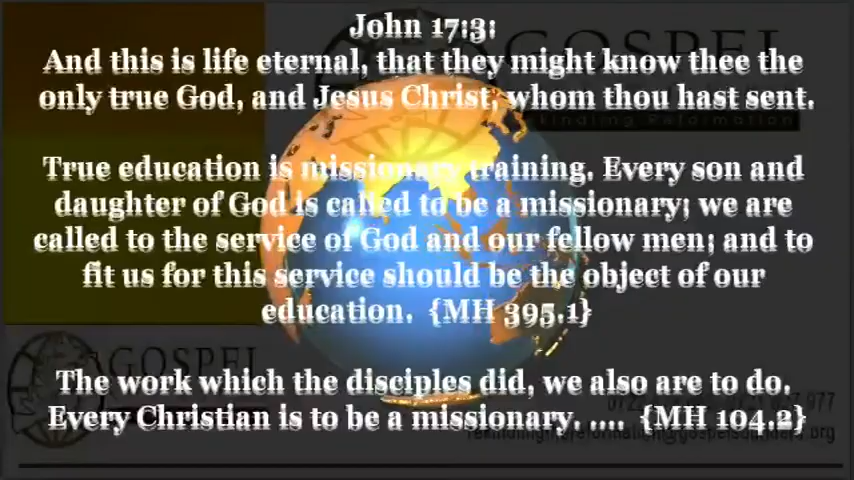 John 17:3:
And this is life eternal, that they might know thee the
only true God, and Jesus Christ, whom thou hast sent.
True education is missionary training. Every son and
daughter of God is called to be a missionary; we are
called to the service of God and our fellow men; and to
fit us for this service should be the object of our
education. {MH 395.1}
The work which the disciples did, we also are to do.
Every Christian is to be a missionary. .... {MH 104.2}
GOSPEL
GOSPEL